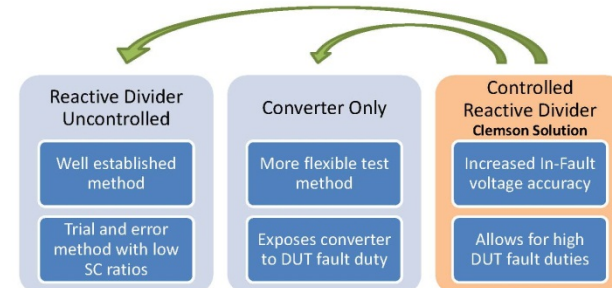 Reactive Divider
Uncontrolled
Well established
method
Trial and error
method with low
SC ratios
Converter Only
More flexible test
method
Exposes converter
to DUT fault duty
Controlled
Reactive Divider
Clemson Solution
Increased In-Fault
voltage accuracy
Allows for high
DUT fault duties